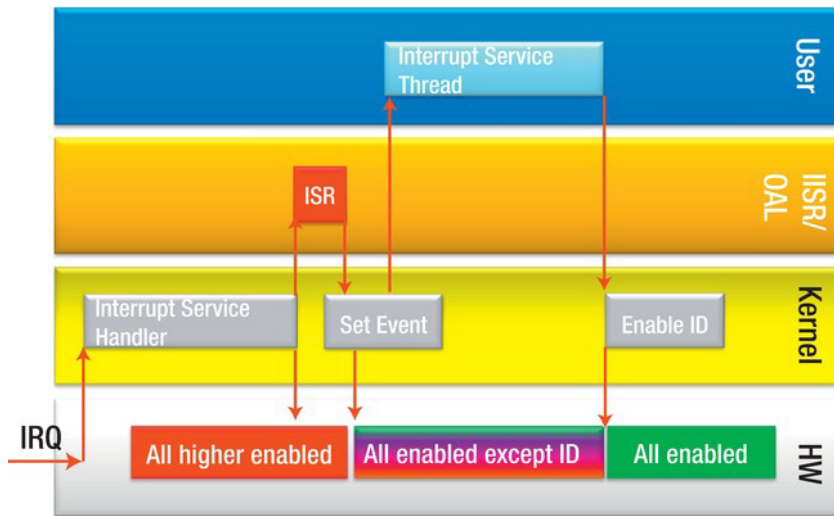 Interrupt Service
Thread
User
ISR
IISR/
OAL
Interrupt Service
Handler
Set Event
Enable ID
Kernel
IRQ
All higher enabled
All enabled except ID
All enabled
HW